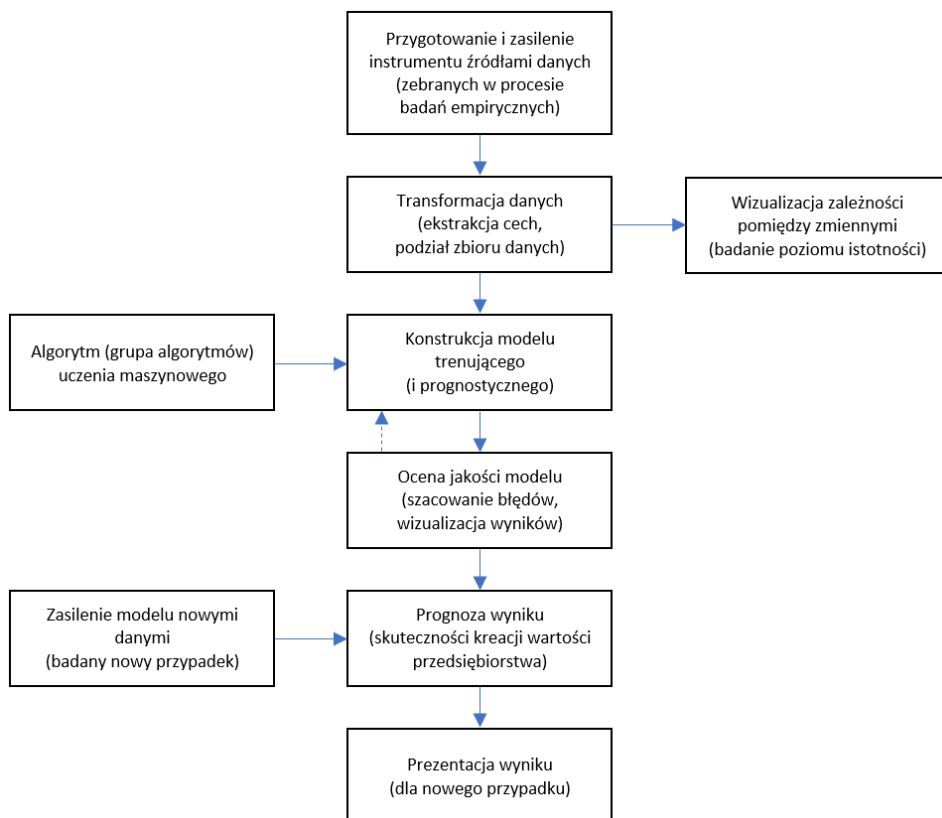 Przygotowanie i zasilenie
instrumentu źródłami danych
(zebranych w procesie
badań empirycznych)
Transformacja danych
(ekstrakcja cech,
podział zbioru danych)
Wizualizacja zależności
pomiędzy zmiennymi
(badanie poziomu istotności)
Algorytm (grupa algorytmów)
uczenia maszynowego
Konstrukcja modelu
trenującego
(i prognostycznego)
Ocena jakości modelu
(szacowanie błędów,
wizualizacja wyników)
Zasilenie modelu nowymi
danymi
(badany nowy przypadek)
Prognoza wyniku
(skuteczności kreacji wartości
przedsiębiorstwa)
Prezentacja wyniku
(dla nowego przypadku)